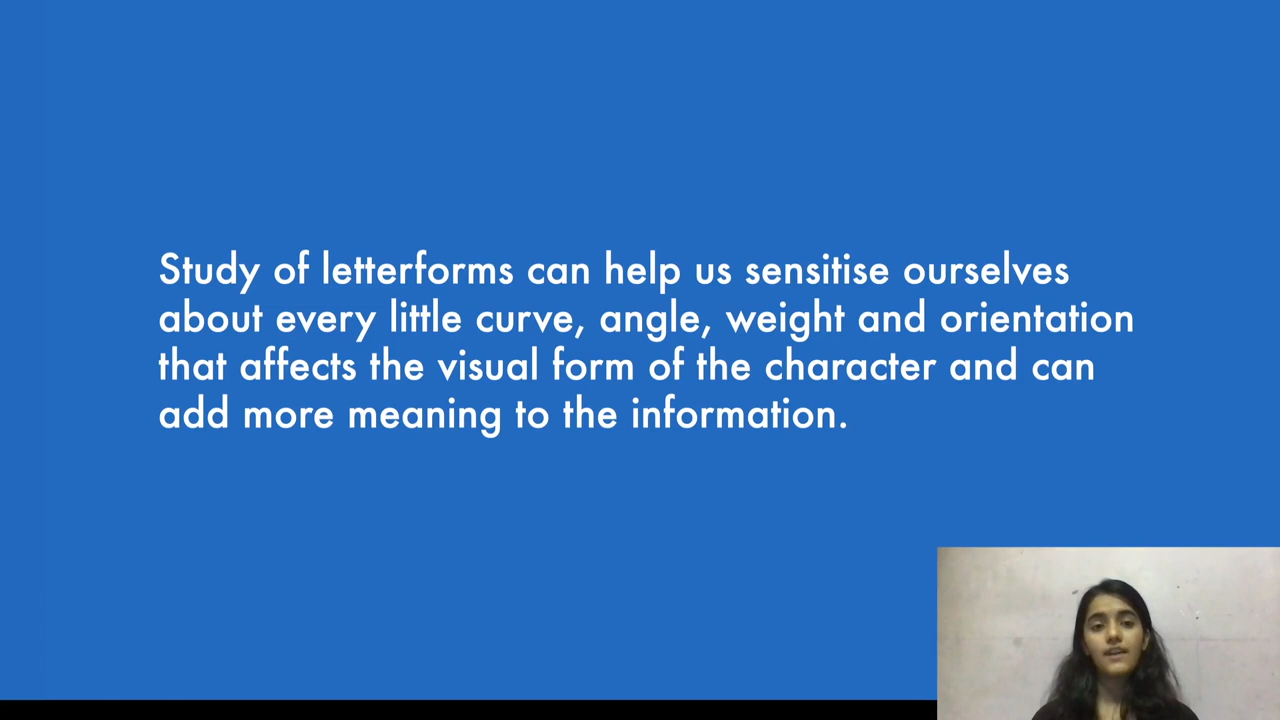 Study of letterforms can help us sensitise ourselves
about every little curve, angle, weight and orientation
that affects the visual form of the character and can
add more meaning to the information.